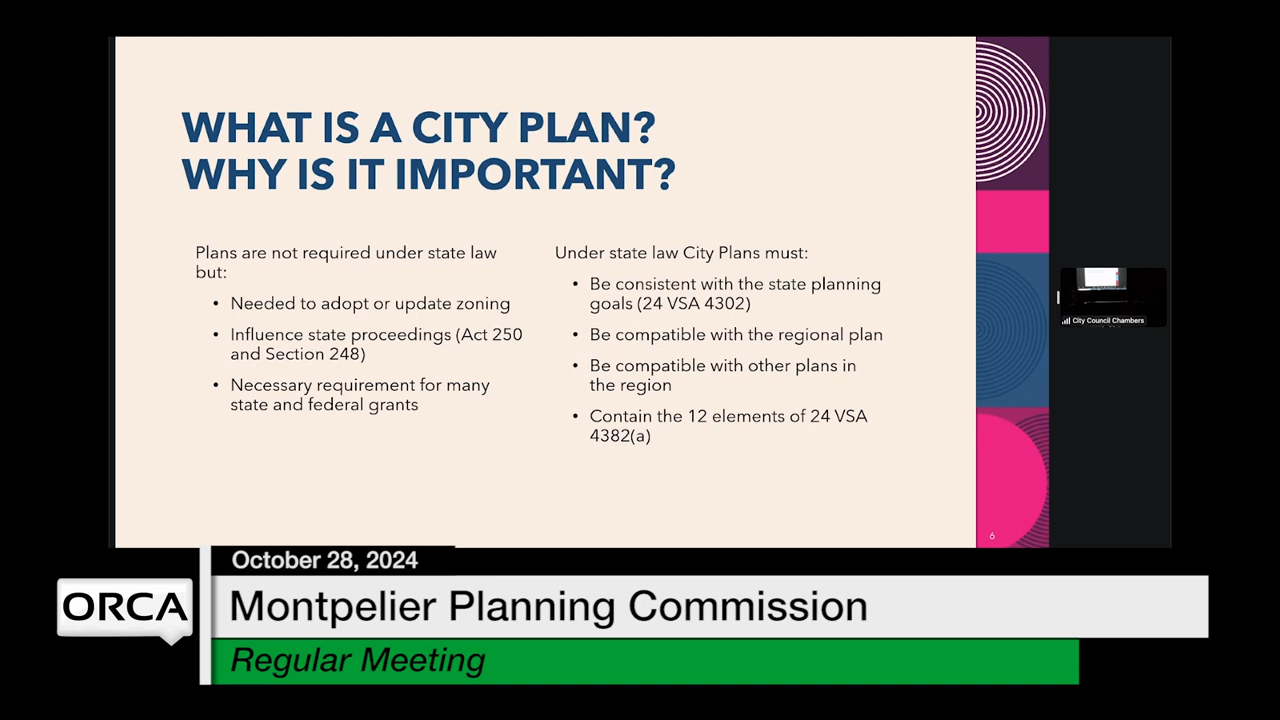 WHAT IS A CITY PLAN?
WHY IS IT IMPORTANT?
Plans are not required under state law
but:
• Needed to adopt or update zoning
• Influence state proceedings (Act 250
and Section 248)
• Necessary requirement for many
state and federal grants
Under state law City Plans must:
• Be consistent with the state planning
goals (24 VSA 4302)
• Be compatible with the regional plan
• Be compatible with other plans in
the region
• Contain the 12 elements of 24 VSA
4382(a)
6
City Council Chambers
October 28, 2024
ORCA
Montpelier Planning Commission
Regular Meeting